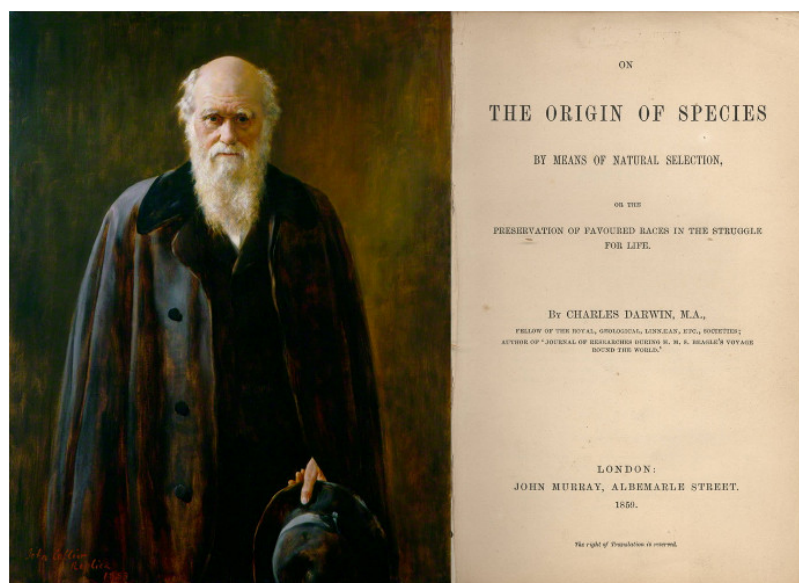 ON
THE ORIGIN OF SPECIES
BY MEANS OF NATURAL SELECTION,
OR THE
PRESERVATION OF FAVOURED RACES IN THE STRUGGLE
FOR LIFE.
By CHARLES DARWIN, M.A.,
FELLOW OF THE ROYAL, GEOLOGICAL, LINNÆAN, ETC., SOCIETIES;
AUTHOR OF 'JOURNAL OF RESEARCHES DURING H. M. S. BEAGLE'S VOYAGE
ROUND THE WORLD.'
LONDON:
JOHN MURRAY, ALBEMARLE STREET.
1859.
The right of Translation is reserved.
John Collier